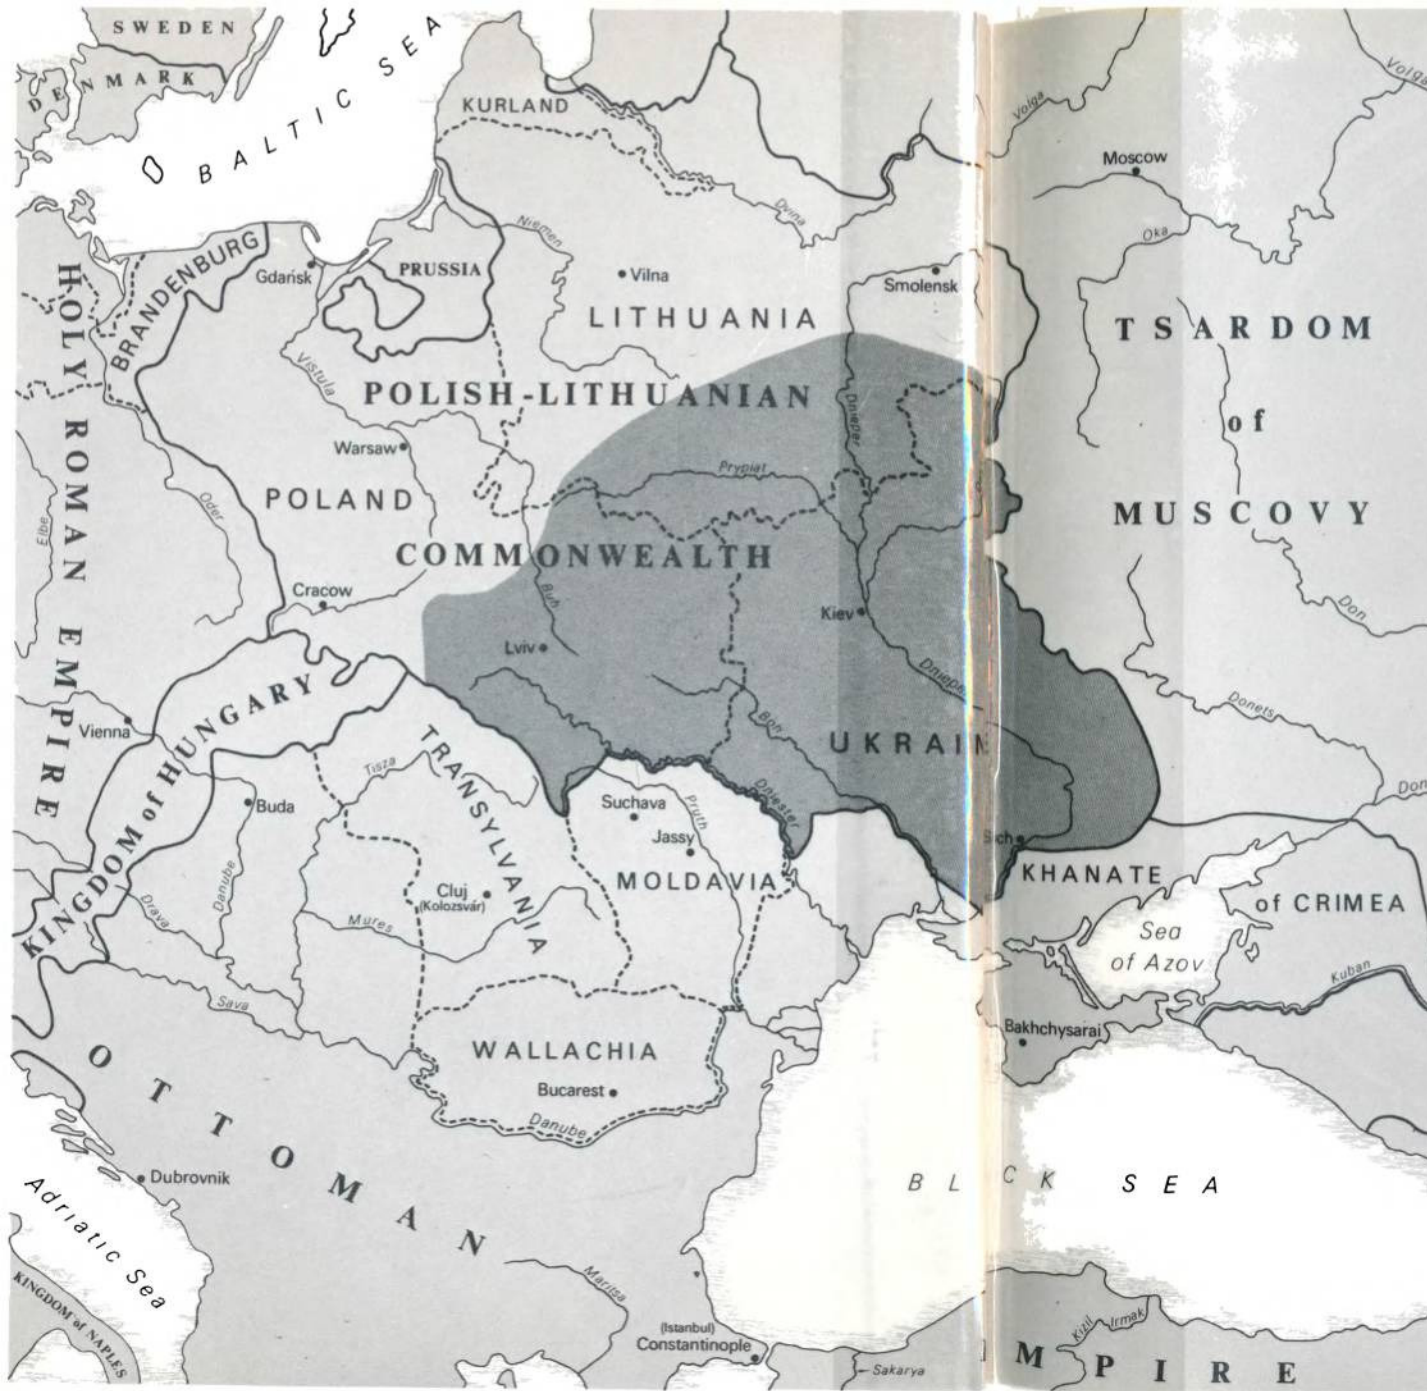 SWEDEN
DENMARK
BALTIC SEA
KURLAND
Volga
Volga
Moscow
Dvina
Oka
Niemen
BRANDENBURG
Gdańsk
PRUSSIA
Vilna
Smolensk
LITHUANIA
TSARDOM
of
MUSCOVY
HOLY ROMAN EMPIRE
Vistula
POLISH-LITHUANIAN
COMMONWEALTH
Dnieper
Warsaw
Prypiat
POLAND
Oder
Elbe
Cracow
Buh
Kiev
Don
Lviv
Dnieper
Donets
KINGDOM of HUNGARY
Vienna
Boh
UKRAIN
TRANSYLVANIA
Tisza
Buda
Suchava
Pruth
Dniester
Don
Jassy
Sich
KHANATE
of CRIMEA
MOLDAVIA
Cluj
(Kolozsvár)
Danube
Drava
Mures
Sea
of Azov
Kuban
Sava
Bakhchysarai
WALLACHIA
Bucarest
Danube
OTTOMAN
Dubrovnik
BL CK SEA
Adriatic Sea
KINGDOM of NAPLES
Maritsa
(Istanbul)
Constantinople
Sakarya
Kizil Irmak
MPIRE